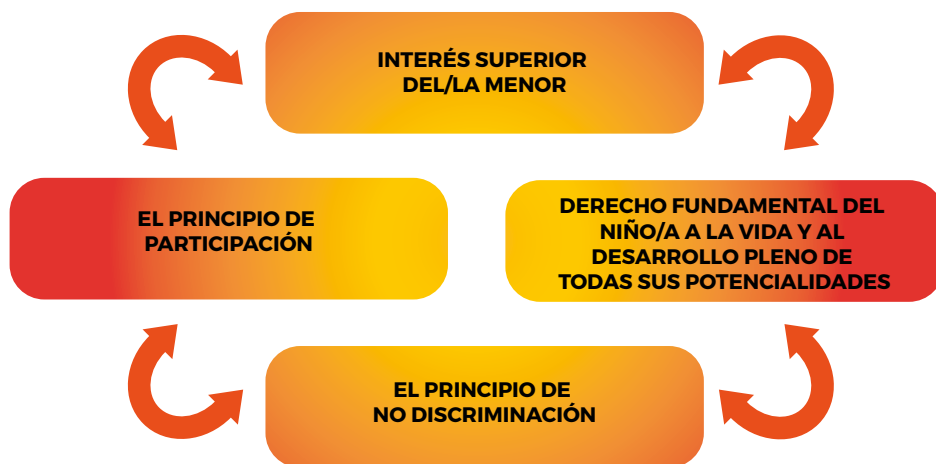 INTERÉS SUPERIOR
DEL/LA MENOR
EL PRINCIPIO DE
PARTICIPACIÓN
DERECHO FUNDAMENTAL DEL
NIÑO/A A LA VIDA Y AL
DESARROLLO PLENO DE
TODAS SUS POTENCIALIDADES
EL PRINCIPIO DE
NO DISCRIMINACIÓN